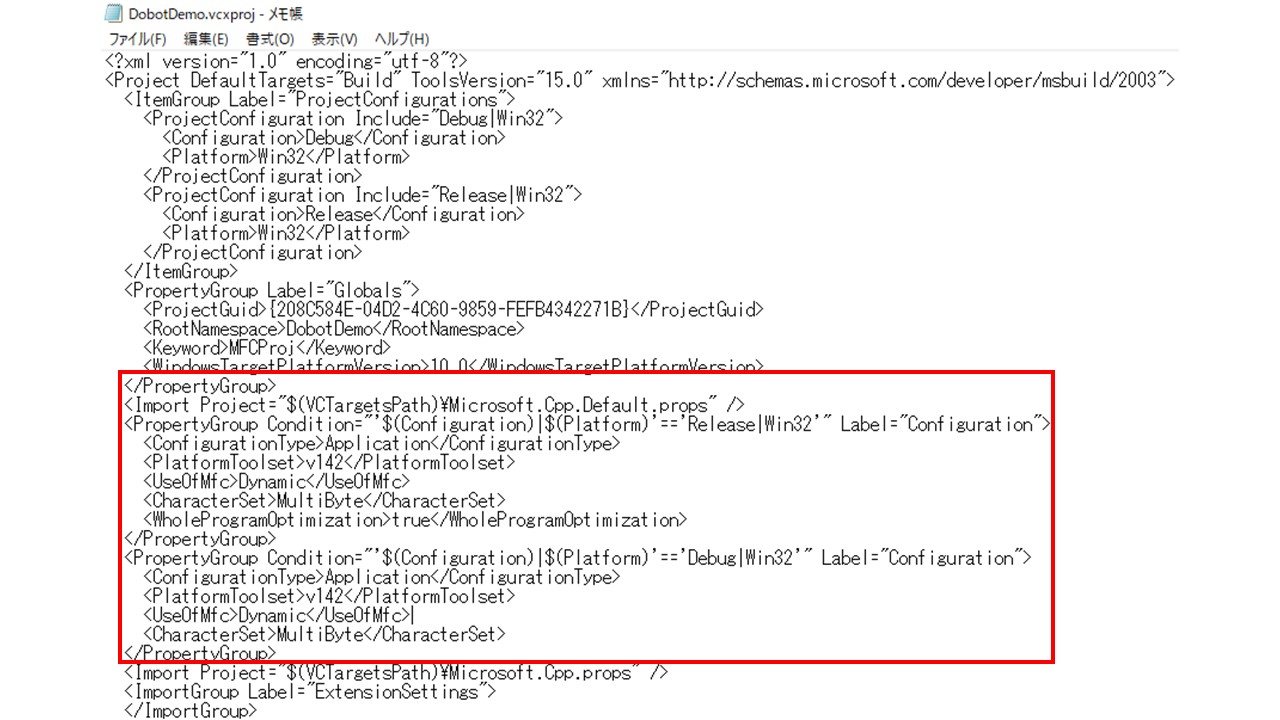 DobotDemo.vcxproj - メモ帳
ファイル(F) 編集(E) 書式(O) 表示(V) ヘルプ(H)
<?xml version="1.0" encoding="utf-8"?>
<Project DefaultTargets="Build" ToolsVersion="15.0" xmlns="http://schemas.microsoft.com/developer/msbuild/2003">
  <ItemGroup Label="ProjectConfigurations">
    <ProjectConfiguration Include="Debug|Win32">
      <Configuration>Debug</Configuration>
      <Platform>Win32</Platform>
    </ProjectConfiguration>
    <ProjectConfiguration Include="Release|Win32">
      <Configuration>Release</Configuration>
      <Platform>Win32</Platform>
    </ProjectConfiguration>
  </ItemGroup>
  <PropertyGroup Label="Globals">
    <ProjectGuid>{208C584E-04D2-4C60-9859-FEFB4342271B}</ProjectGuid>
    <RootNamespace>DobotDemo</RootNamespace>
    <Keyword>MFCProj</Keyword>
    <WindowsTargetPlatformVersion>10.0</WindowsTargetPlatformVersion>
  </PropertyGroup>
  <Import Project="$(VCTargetsPath)¥Microsoft.Cpp.Default.props" />
  <PropertyGroup Condition="'$(Configuration)|$(Platform)'=='Release|Win32'" Label="Configuration">
    <ConfigurationType>Application</ConfigurationType>
    <PlatformToolset>v142</PlatformToolset>
    <UseOfMfc>Dynamic</UseOfMfc>
    <CharacterSet>MultiByte</CharacterSet>
    <WholeProgramOptimization>true</WholeProgramOptimization>
  </PropertyGroup>
  <PropertyGroup Condition="'$(Configuration)|$(Platform)'=='Debug|Win32'" Label="Configuration">
    <ConfigurationType>Application</ConfigurationType>
    <PlatformToolset>v142</PlatformToolset>
    <UseOfMfc>Dynamic</UseOfMfc>
    <CharacterSet>MultiByte</CharacterSet>
  </PropertyGroup>
  <Import Project="$(VCTargetsPath)¥Microsoft.Cpp.props" />
  <ImportGroup Label="ExtensionSettings">
  </ImportGroup>